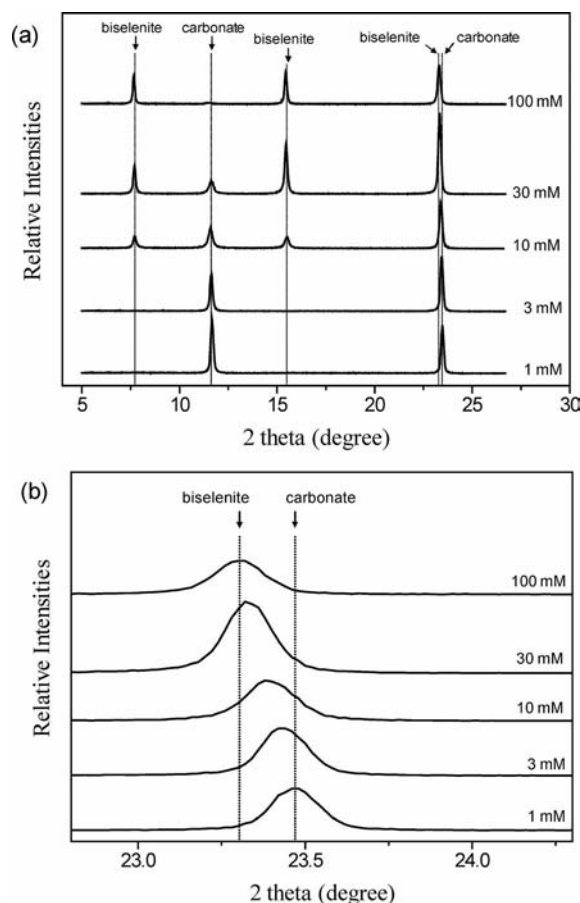 (a)
biselenite carbonate biselenite biselenite carbonate
100 mM
30 mM
10 mM
3 mM
1 mM
Relative Intensities
5 10 15 20 25 30
2 theta (degree)
(b)
biselenite carbonate
100 mM
30 mM
10 mM
3 mM
1 mM
Relative Intensities
23.0 23.5 24.0
2 theta (degree)